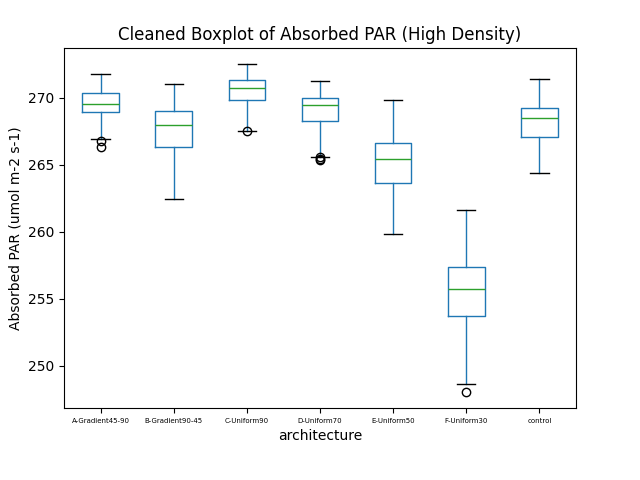 Cleaned Boxplot of Absorbed PAR (High Density)
Absorbed PAR (umol m-2 s-1)
270
265
260
255
250
A-Gradient45-90 B-Gradient90-45 C-Uniform90 D-Uniform70 E-Uniform50 F-Uniform30 control
architecture